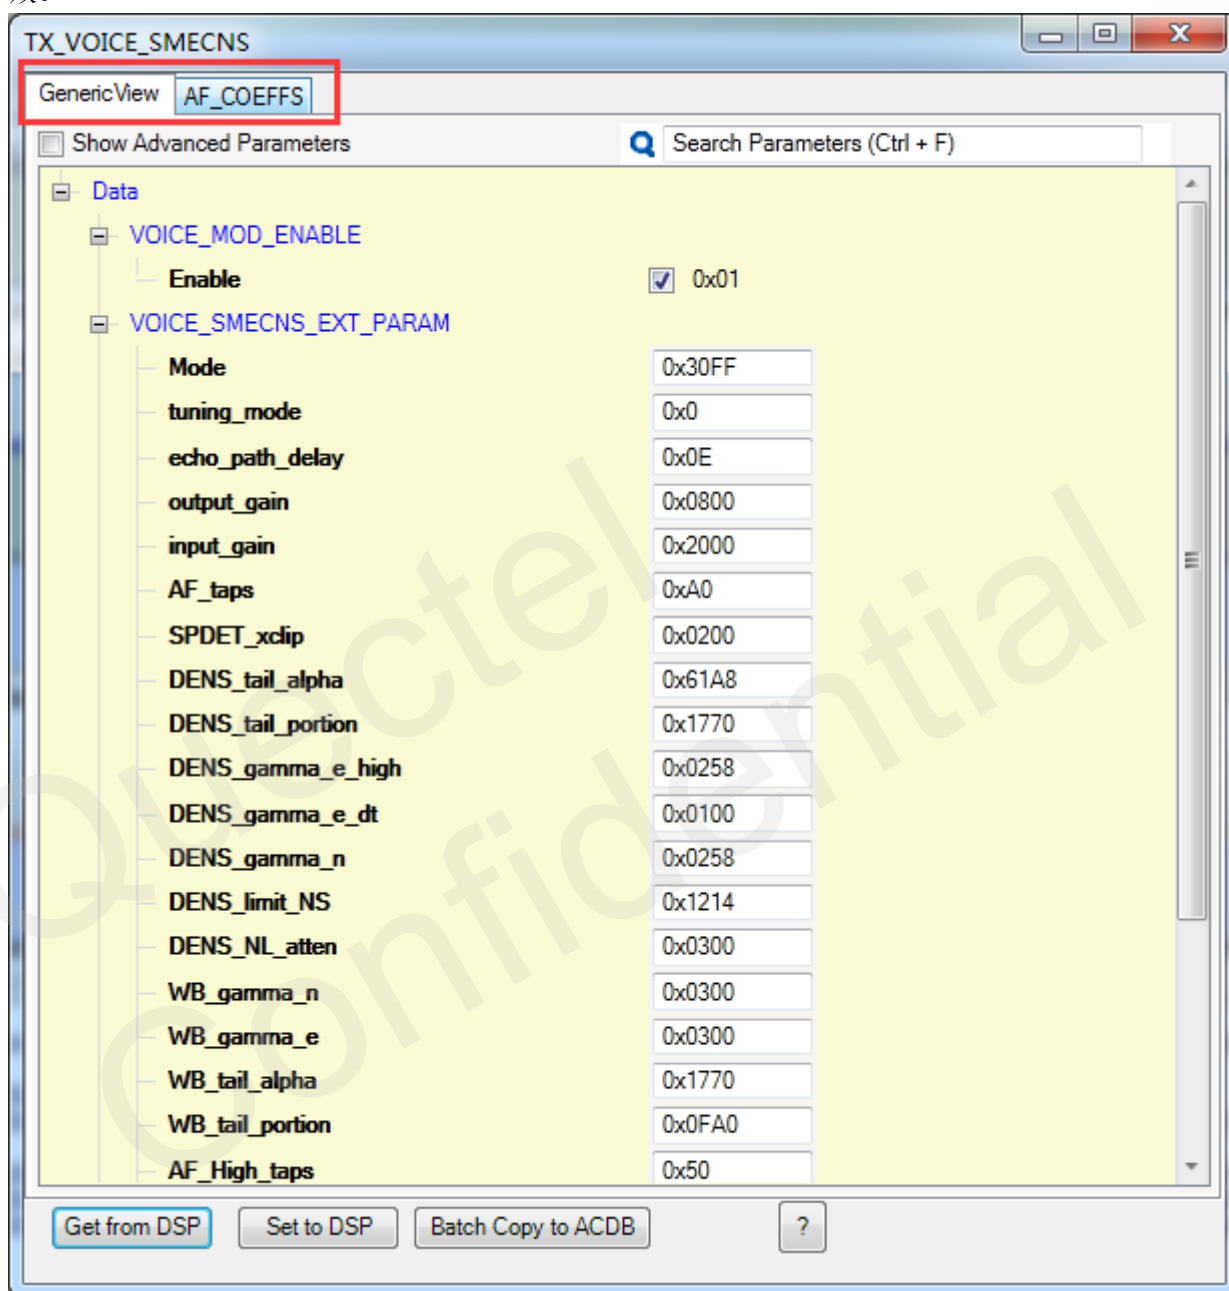 TX_VOICE_SMECNS
GenericView AF_COEFFS
Show Advanced Parameters Search Parameters (Ctrl + F)
Data
VOICE_MOD_ENABLE
Enable 0x01
VOICE_SMECNS_EXT_PARAM
Mode 0x30FF
tuning_mode 0x0
echo_path_delay 0x0E
output_gain 0x0800
input_gain 0x2000
AF_taps 0xA0
SPDET_xclip 0x0200
DENS_tail_alpha 0x61A8
DENS_tail_portion 0x1770
DENS_gamma_e_high 0x0258
DENS_gamma_e_dt 0x0100
DENS_gamma_n 0x0258
DENS_limit_NS 0x1214
DENS_NL_atten 0x0300
WB_gamma_n 0x0300
WB_gamma_e 0x0300
WB_tail_alpha 0x1770
WB_tail_portion 0x0FA0
AF_High_taps 0x50
Get from DSP Set to DSP Batch Copy to ACDB ?
Quectel
Confidential